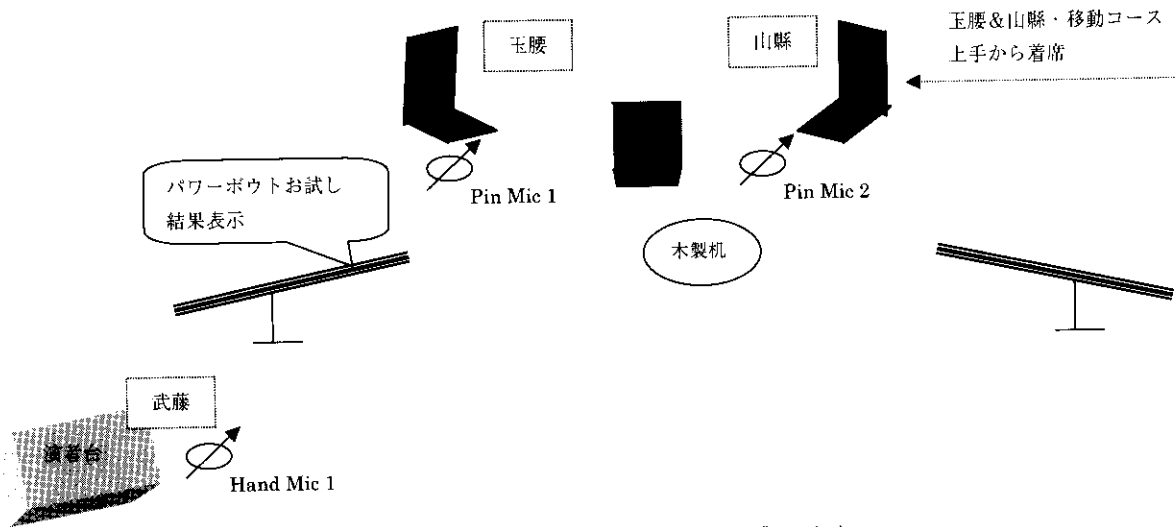 玉腰
山縣
玉腰&山縣・移動コース
上手から着席
パワーボウトお試し
結果表示
Pin Mic 1
Pin Mic 2
木製机
武藤
演者台
Hand Mic 1